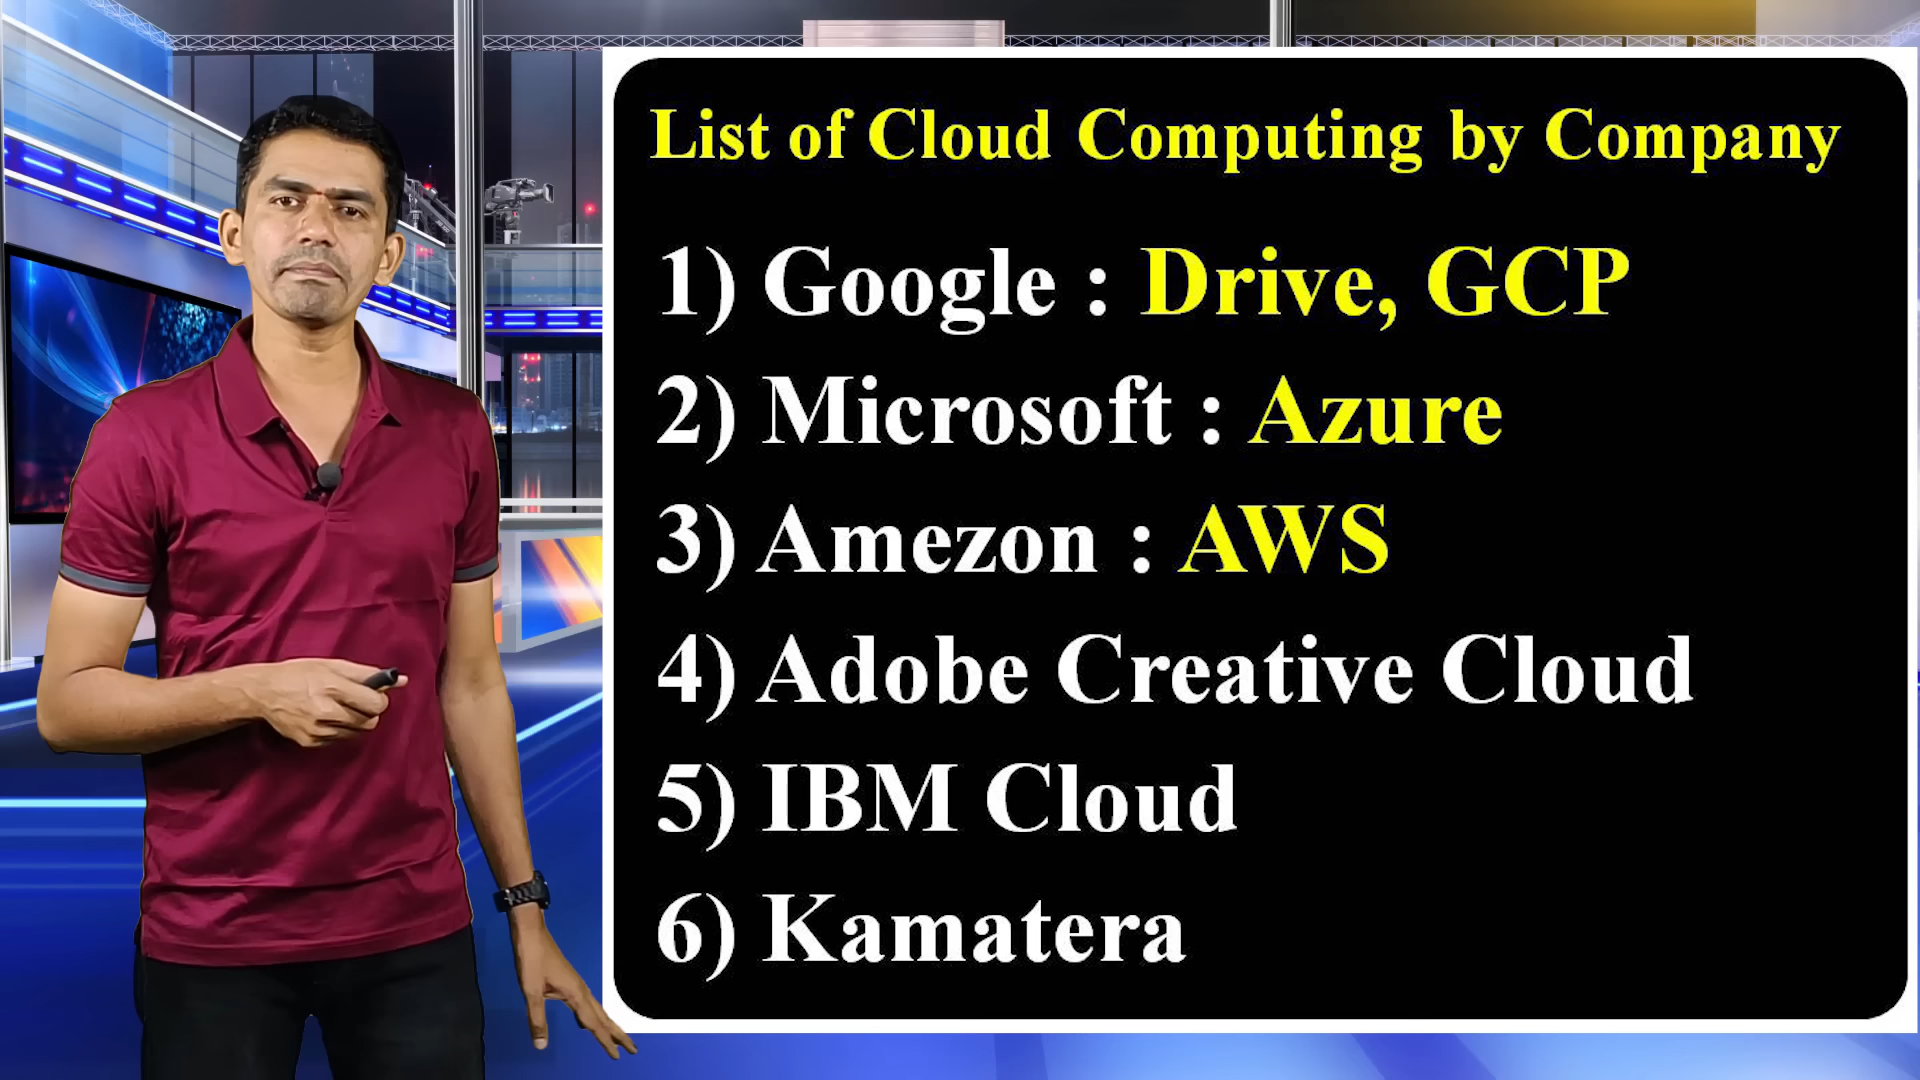 List of Cloud Computing by Company
1) Google : Drive, GCP
2) Microsoft : Azure
3) Amezon : AWS
4) Adobe Creative Cloud
5) IBM Cloud
6) Kamatera